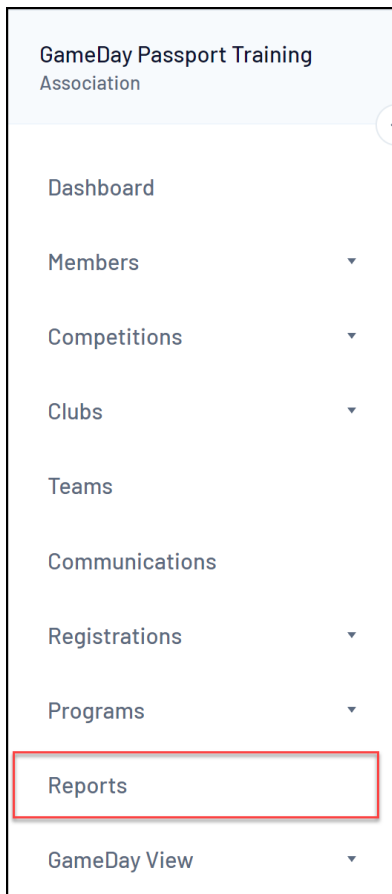 GameDay Passport Training
Association
Dashboard
Members
Competitions
Clubs
Teams
Communications
Registrations
Programs
Reports
GameDay View